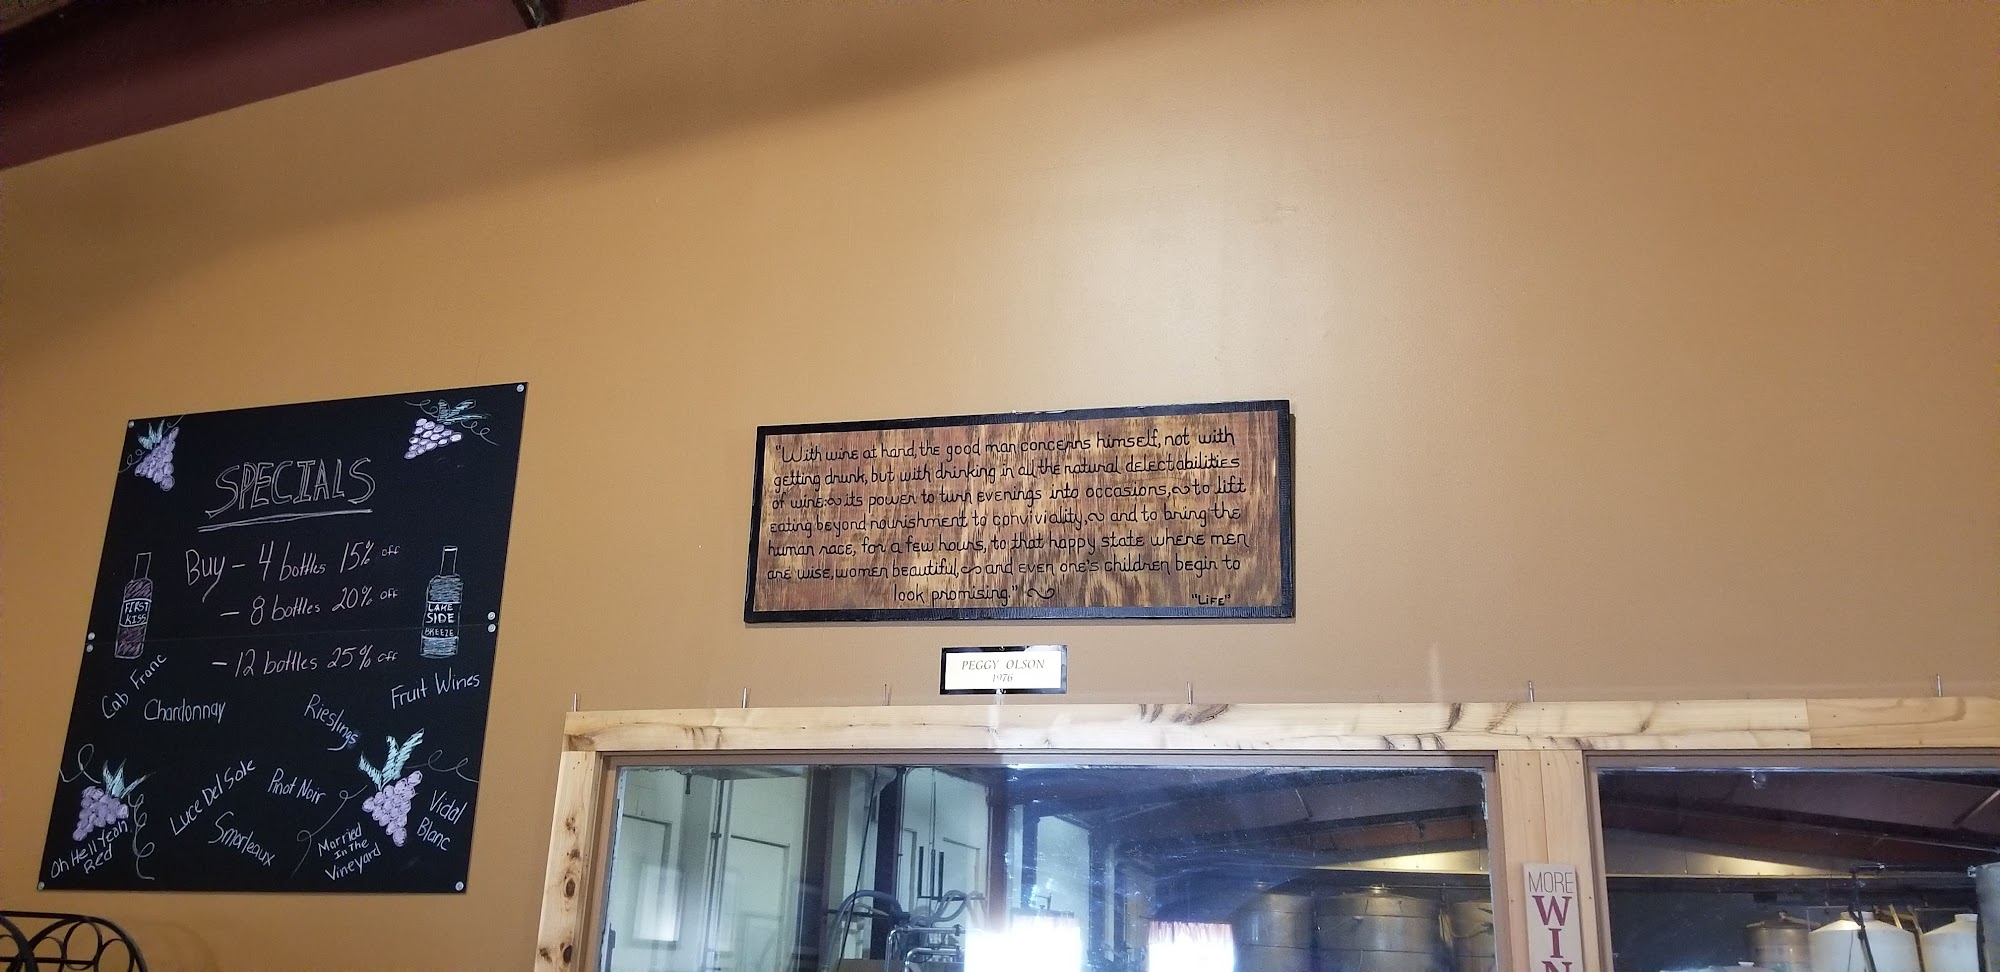 SPECIALS
Buy - 4 bottles 15% off
- 8 bottles 20% off
- 12 bottles 25% off
FIRST
KISS
LAKE
SIDE
BREEZE
Cab Franc
Chardonnay
Rieslings
Fruit Wines
Oh Hell Yeah
Red
Luce Del Sole
Smorleaux
Pinot Noir
Married
In The
Vineyard
Vidal
Blanc
"With wine at hand, the good man concerns himself, not with
getting drunk, but with drinking in all the natural delectabilities
of wine: its power to turn evenings into occasions, to lift
eating beyond nourishment to conviviality, and to bring the
human race, for a few hours, to that happy state where men
are wise, women beautiful, and even one's children begin to
look promising."
"LIFE"
PEGGY OLSON
1976
MORE
WIN